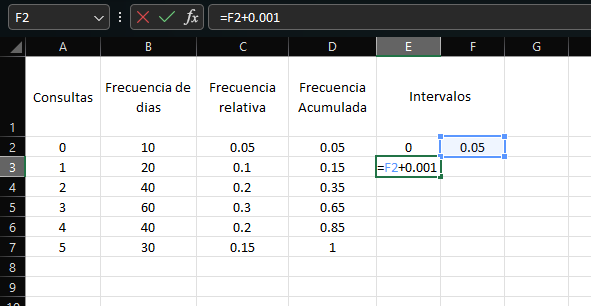 F2 fx =F2+0.001
A B C D E F G
1 Consultas Frecuencia de dias Frecuencia relativa Frecuencia Acumulada Intervalos
2 0 10 0.05 0.05 0 0.05
3 1 20 0.1 0.15 =F2+0.001
4 2 40 0.2 0.35
5 3 60 0.3 0.65
6 4 40 0.2 0.85
7 5 30 0.15 1
8
9
10